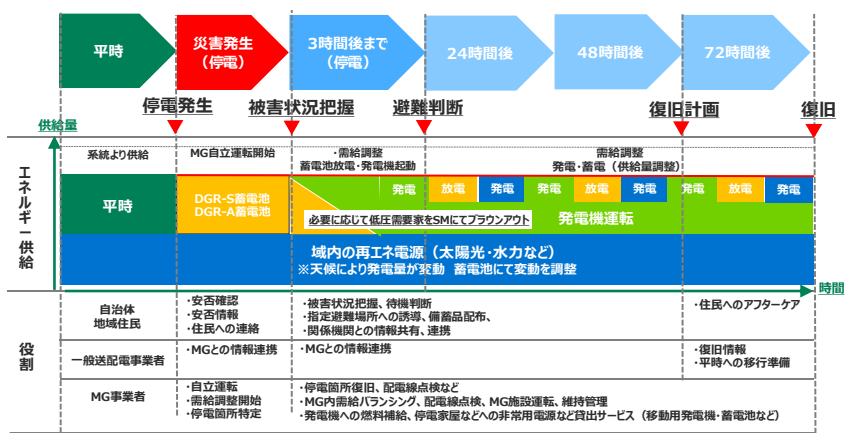 平時
災害発生
（停電）
3時間後まで
（停電）
24時間後
48時間後
72時間後
停電発生
被害状況把握
避難判断
復旧計画
復旧
供給量
エネルギー供給
系統より供給
MG自立運転開始
・需給調整
蓄電池放電・発電機起動
需給調整
発電・蓄電（供給量調整）
平時
DGR-S蓄電池
DGR-A蓄電池
発電
放電
発電
発電
放電
発電
発電
放電
発電
必要に応じて低圧需要家をSMにてブラウンアウト
発電機運転
域内の再エネ電源（太陽光・水力など）
※天候により発電量が変動　蓄電池にて変動を調整
時間
役割
自治体
地域住民
・安否確認
・安否情報
・住民への連絡
・被害状況把握、待機判断
・指定避難場所への誘導、備蓄品配布、
・関係機関との情報共有、連携
・住民へのアフターケア
一般送配電事業者
・MGとの情報連携
・MGとの情報連携
・復旧情報
・平時への移行準備
MG事業者
・自立運転
・需給調整開始
・停電箇所特定
・停電箇所復旧、配電線点検など
・MG内需給バランシング、配電線点検、MG施設運転、維持管理
・発電機への燃料補給、停電家屋などへの非常用電源など貸出サービス（移動用発電機・蓄電池など）